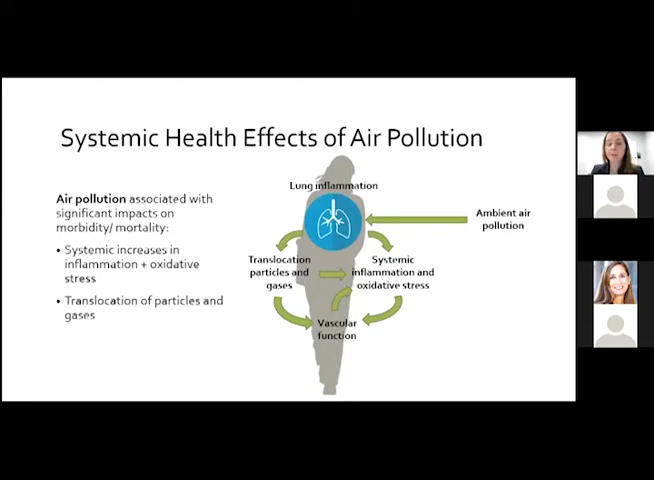 Systemic Health Effects of Air Pollution
Air pollution associated with
significant impacts on
morbidity/ mortality:
• Systemic increases in
inflammation + oxidative
stress
• Translocation of particles and
gases
Lung inflammation
Ambient air
pollution
Translocation
particles and
gases
Systemic
inflammation and
oxidative stress
Vascular
function